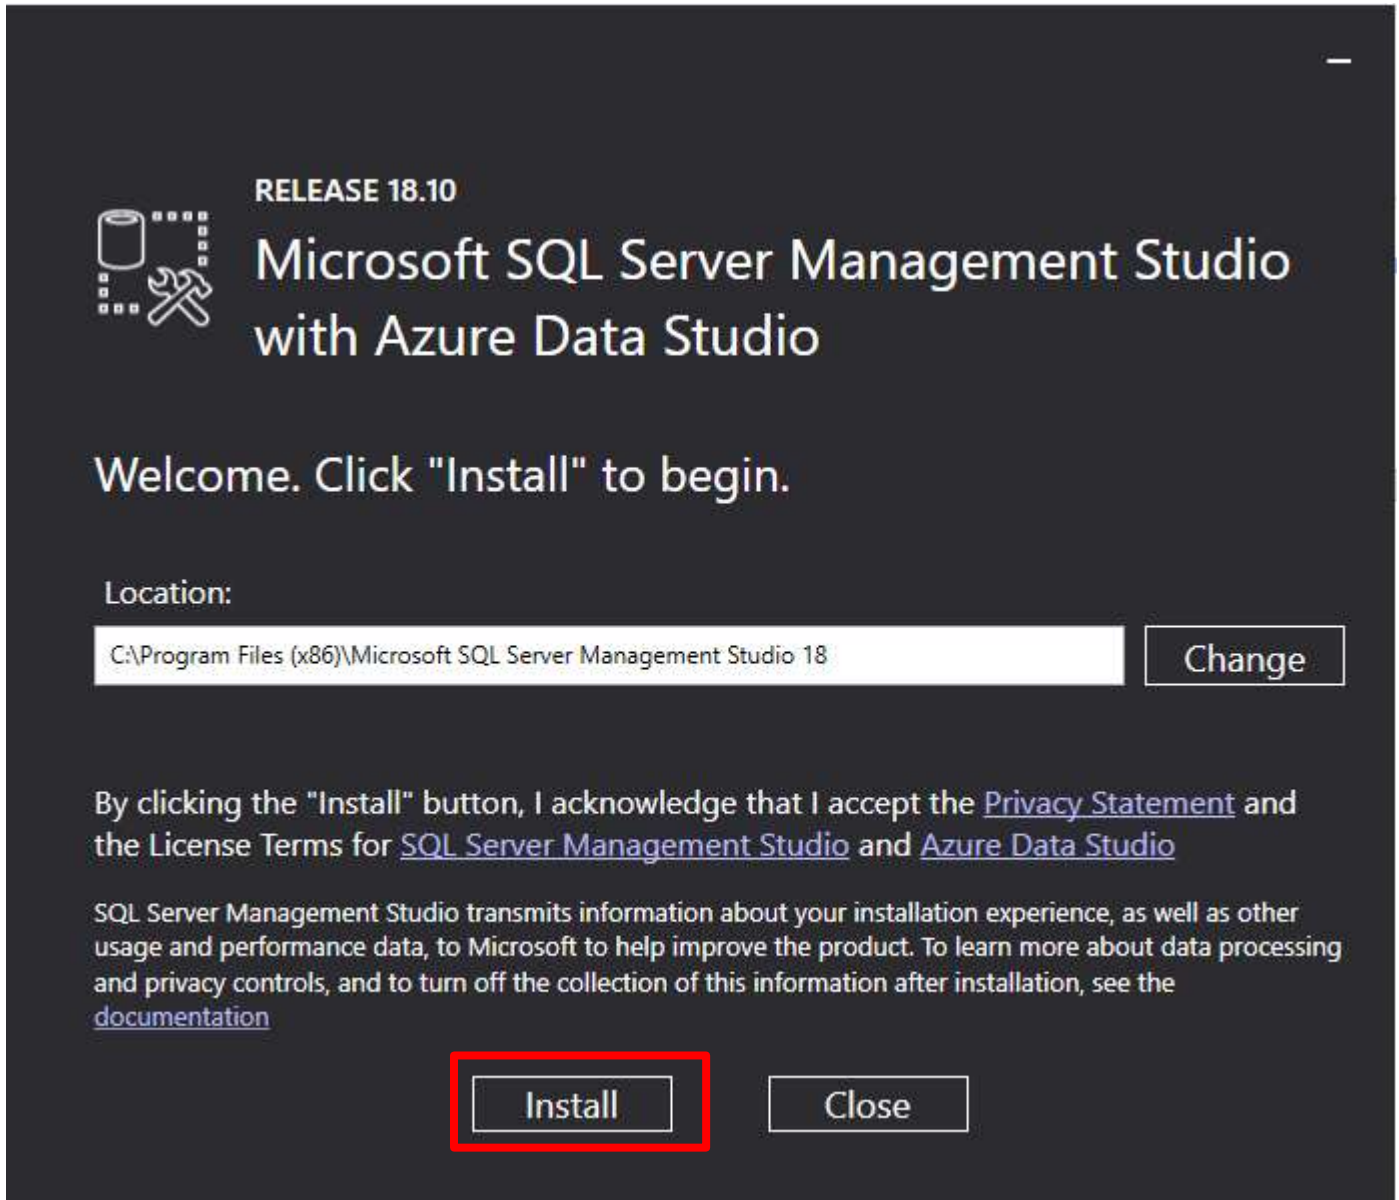 RELEASE 18.10
Microsoft SQL Server Management Studio
with Azure Data Studio
Welcome. Click "Install" to begin.
Location:
C:\Program Files (x86)\Microsoft SQL Server Management Studio 18
Change
By clicking the "Install" button, I acknowledge that I accept the Privacy Statement and
the License Terms for SQL Server Management Studio and Azure Data Studio
SQL Server Management Studio transmits information about your installation experience, as well as other
usage and performance data, to Microsoft to help improve the product. To learn more about data processing
and privacy controls, and to turn off the collection of this information after installation, see the
documentation
Install
Close